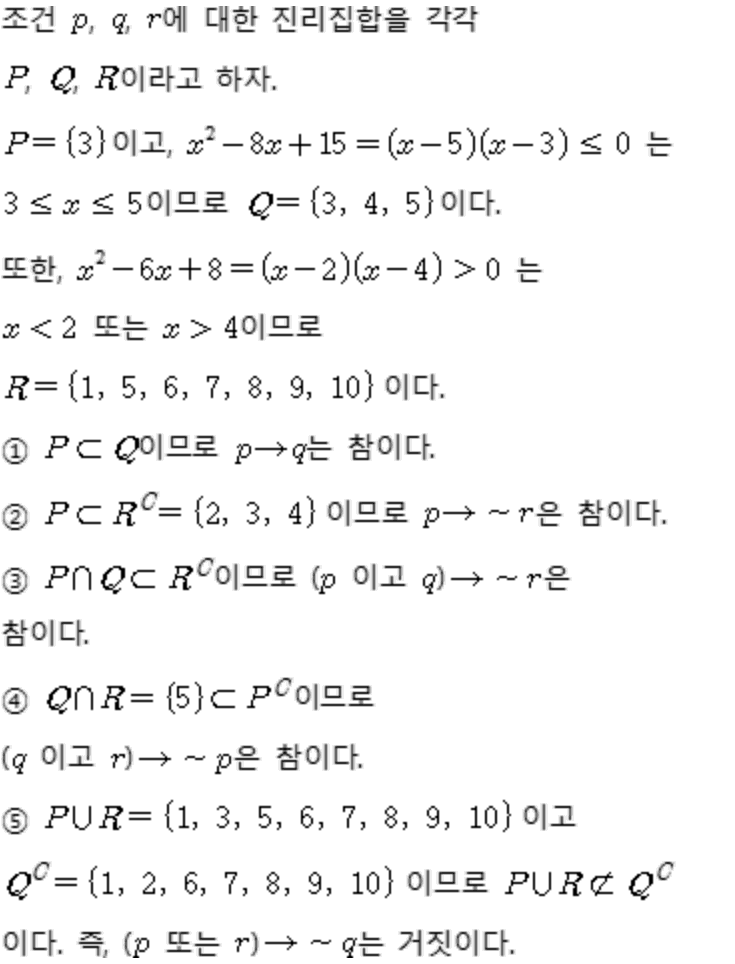 조건 p, q, r에 대한 진리집합을 각각
P, Q, R이라고 하자.
P={3}이고, x²-8x+15=(x-5)(x-3)≤0 는
3≤x≤5이므로 Q={3, 4, 5}이다.
또한, x²-6x+8=(x-2)(x-4)>0 는
x<2 또는 x>4이므로
R={1, 5, 6, 7, 8, 9, 10}이다.
① P⊂Q이므로 p→q는 참이다.
② P⊂R^C={2, 3, 4}이므로 p→~r은 참이다.
③ P∩Q⊂R^C이므로 (p 이고 q)→~r은
참이다.
④ Q∩R={5}⊂P^C이므로
(q 이고 r)→~p은 참이다.
⑤ P∪R={1, 3, 5, 6, 7, 8, 9, 10}이고
Q^C={1, 2, 6, 7, 8, 9, 10}이므로 P∪R⊄Q^C
이다. 즉, (p 또는 r)→~q는 거짓이다.